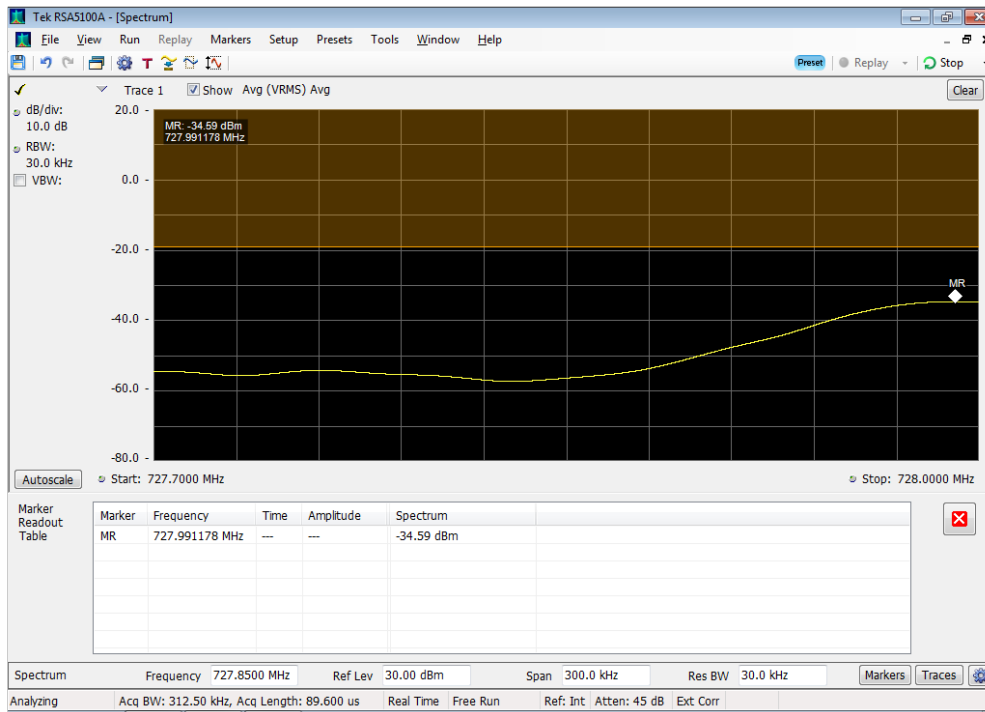 Tek RSA5100A - [Spectrum]
File View Run Replay Markers Setup Presets Tools Window Help
T Preset Replay Stop
Trace 1 Show Avg (VRMS) Avg Clear
dB/div:
10.0 dB
RBW:
30.0 kHz
VBW:
20.0 -
MR: -34.59 dBm
727.991178 MHz
0.0 -
-20.0 -
MR
-40.0 -
-60.0 -
-80.0 -
Autoscale Start: 727.7000 MHz Stop: 728.0000 MHz
Marker
Readout
Table
Marker Frequency Time Amplitude Spectrum
MR 727.991178 MHz --- --- -34.59 dBm
Spectrum Frequency 727.8500 MHz Ref Lev 30.00 dBm Span 300.0 kHz Res BW 30.0 kHz Markers Traces
Analyzing Acq BW: 312.50 kHz, Acq Length: 89.600 us Real Time Free Run Ref: Int Atten: 45 dB Ext Corr